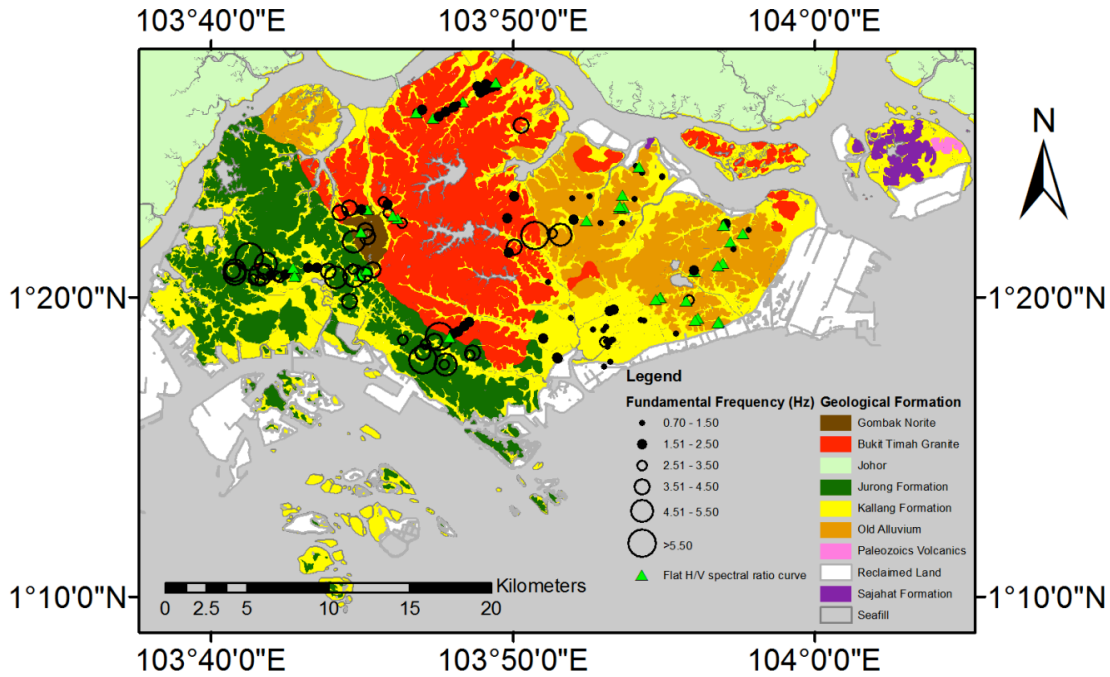 103°40'0"E 103°50'0"E 104°0'0"E
N
1°20'0"N 1°20'0"N
Legend
Fundamental Frequency (Hz) Geological Formation
0.70 - 1.50 Gombak Norite
1.51 - 2.50 Bukit Timah Granite
2.51 - 3.50 Johor
3.51 - 4.50 Jurong Formation
4.51 - 5.50 Kallang Formation
>5.50 Old Alluvium
Paleozoics Volcanics
Flat H/V spectral ratio curve Reclaimed Land
Kilometers Sajahat Formation
0 2.5 5 10 15 20 Seafill
1°10'0"N 1°10'0"N
103°40'0"E 103°50'0"E 104°0'0"E